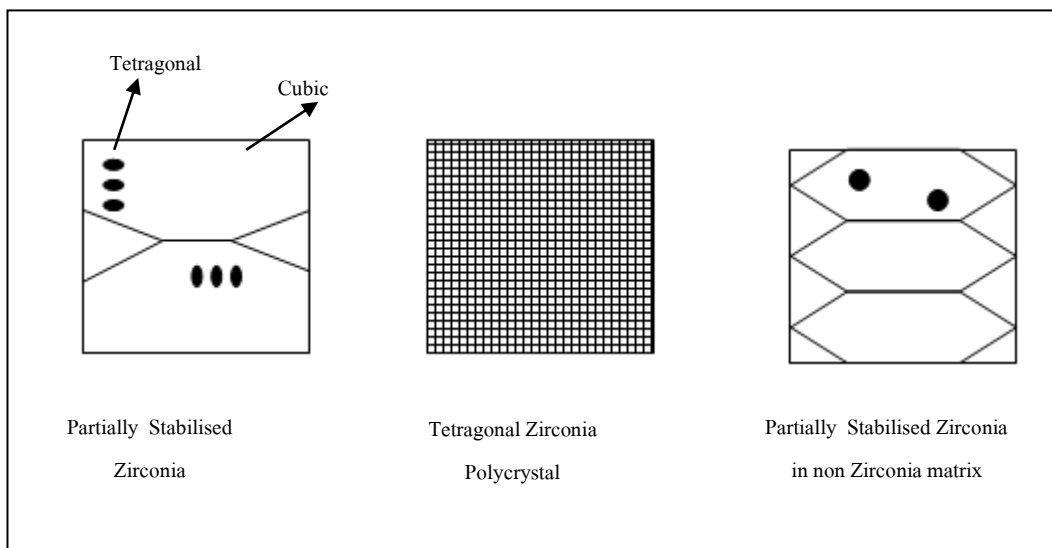 Tetragonal
Cubic
Partially Stabilised
Zirconia
Tetragonal Zirconia
Polycrystal
Partially Stabilised Zirconia
in non Zirconia matrix